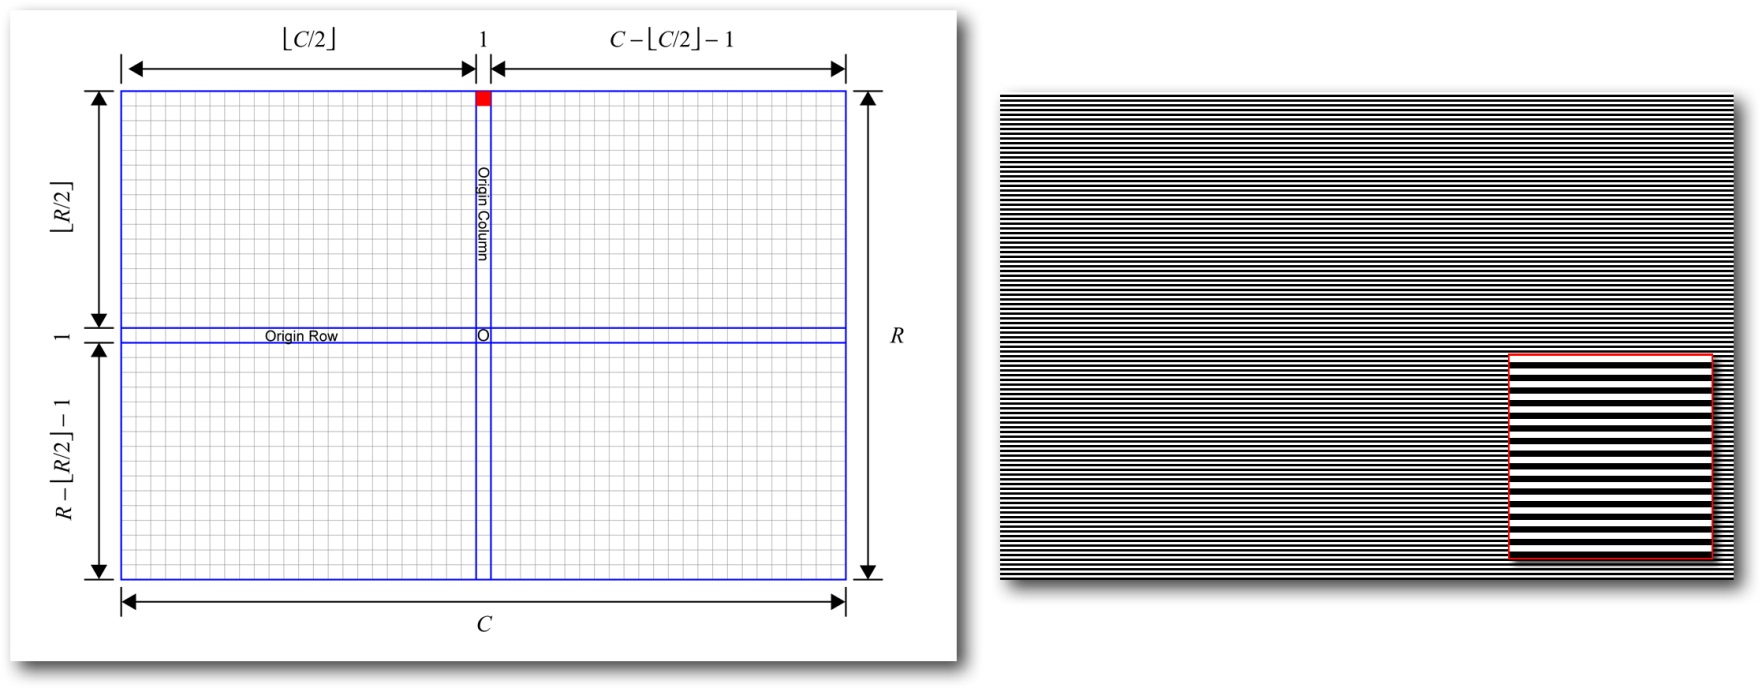 ⌊C/2⌋ 1 C – ⌊C/2⌋ – 1
⌊R/2⌋
Origin Column
1
Origin Row
O
R
R – ⌊R/2⌋ – 1
C